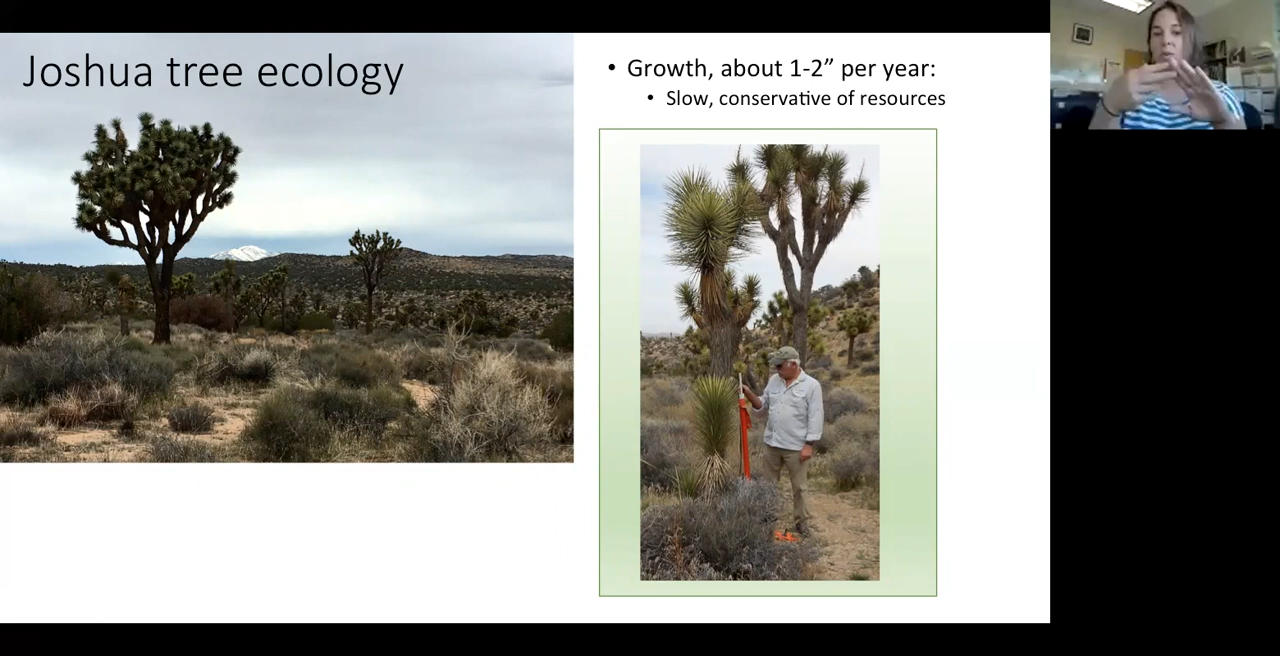 Joshua tree ecology
• Growth, about 1-2” per year:
• Slow, conservative of resources